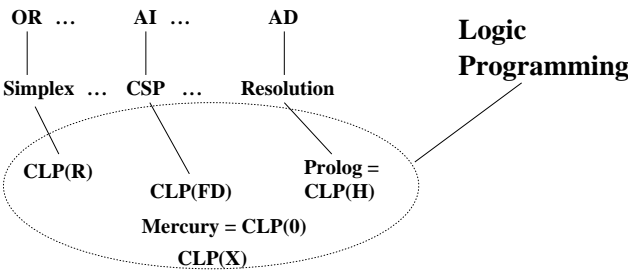 OR ... AI ... AD
Logic
Programming
Simplex ... CSP ... Resolution
CLP(R)
Prolog =
CLP(H)
CLP(FD)
Mercury = CLP(0)
CLP(X)